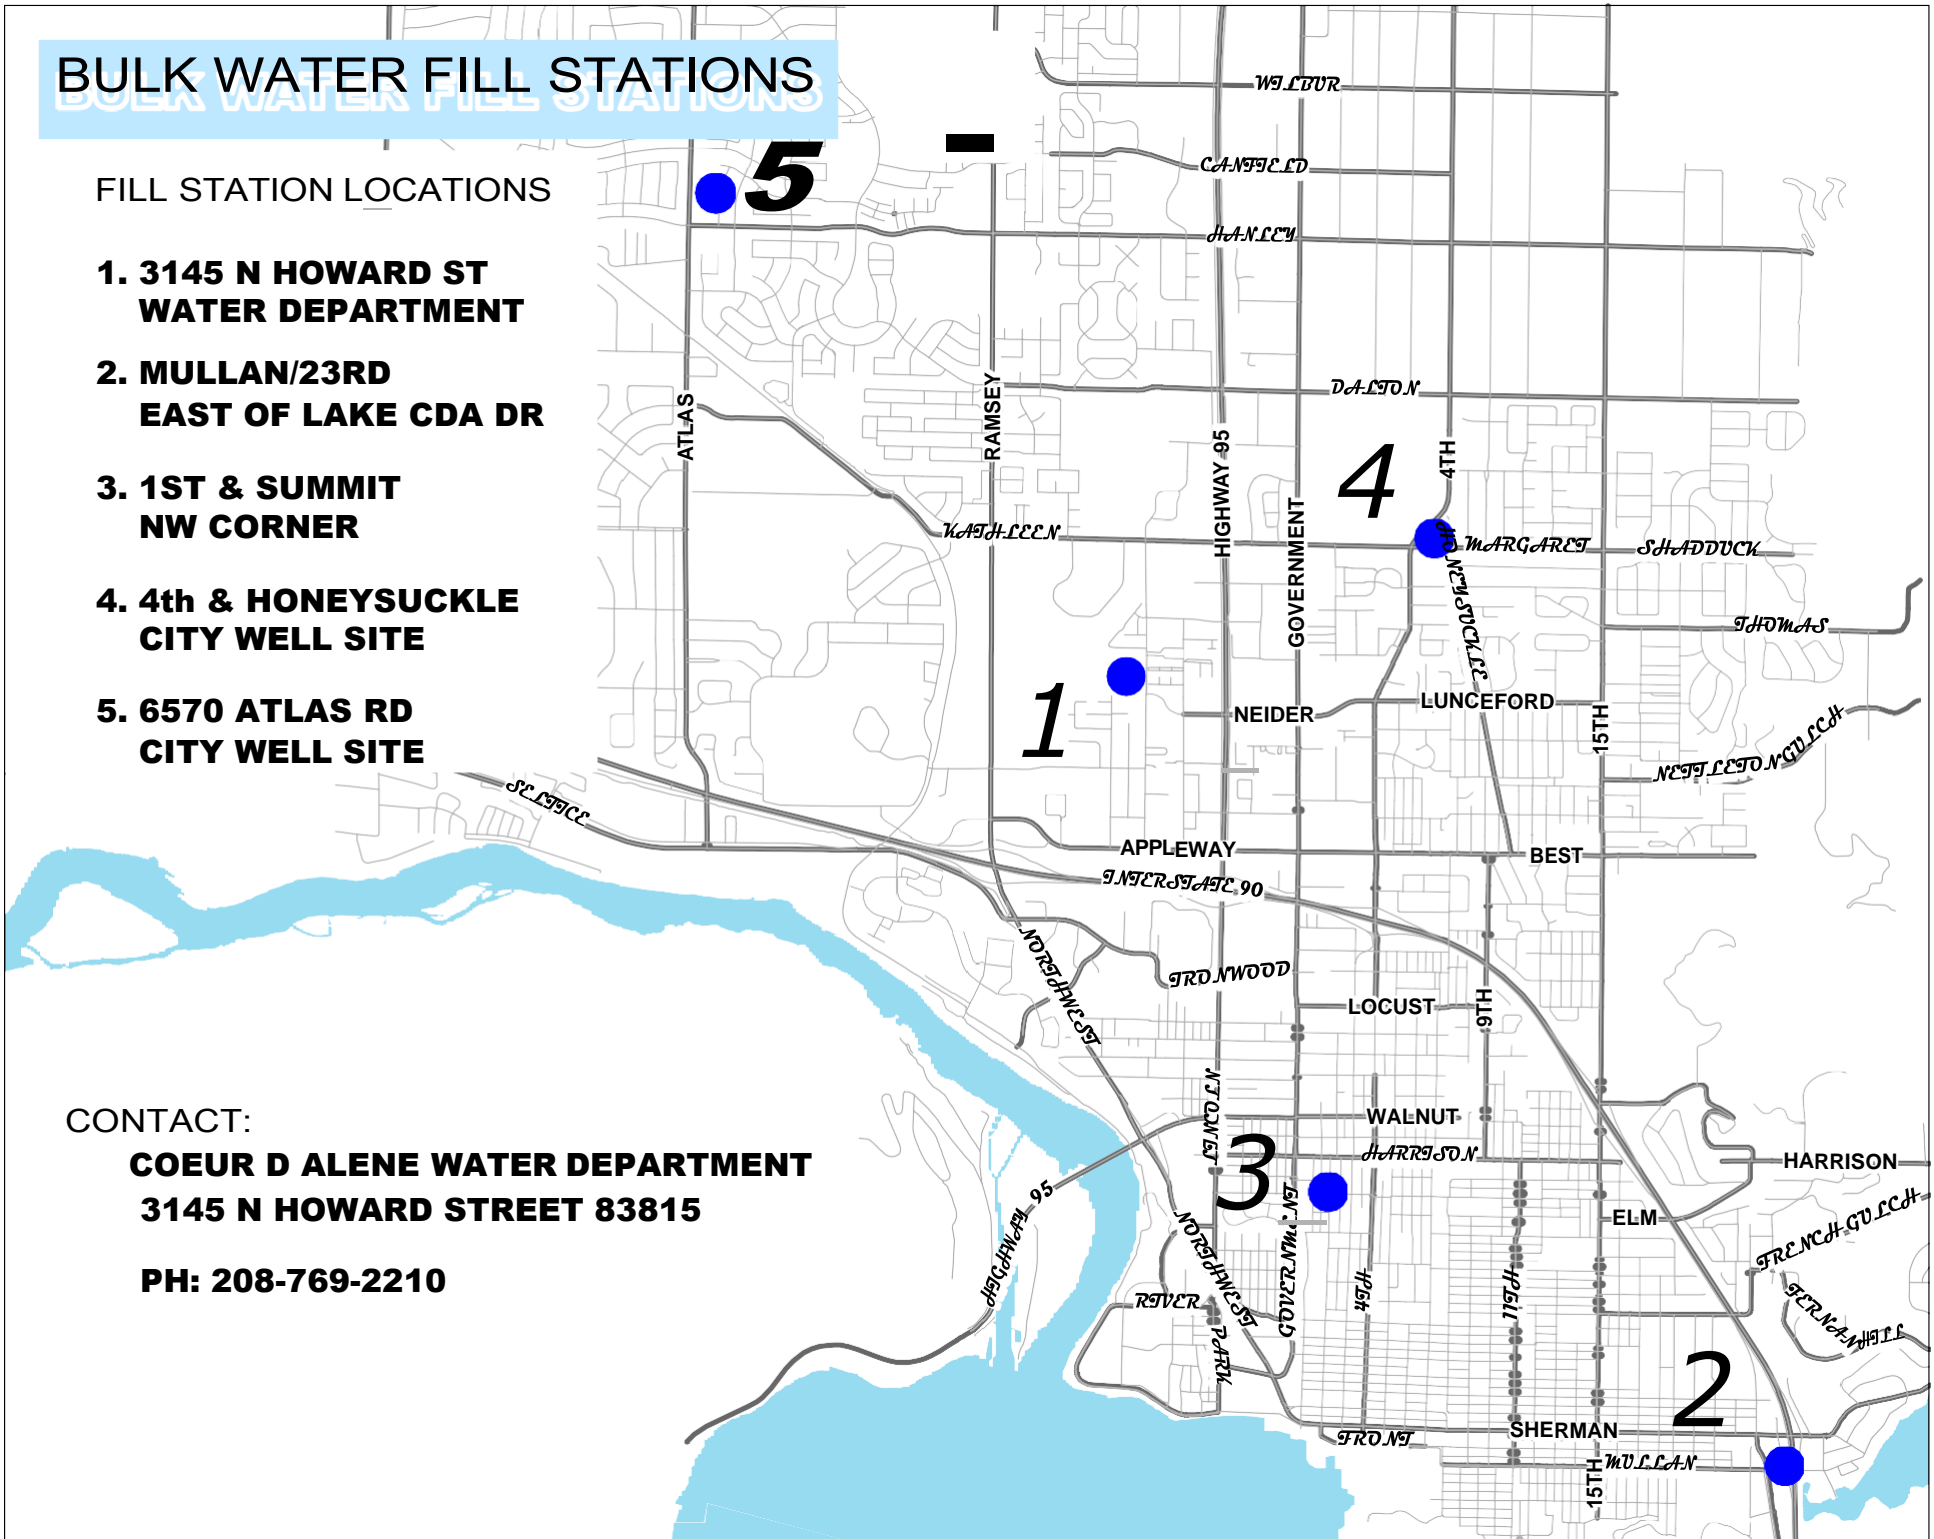 BULK WATER FILL STATIONS
FILL STATION LOCATIONS
1. 3145 N HOWARD ST
WATER DEPARTMENT
2. MULLAN/23RD
EAST OF LAKE CDA DR
3. 1ST & SUMMIT
NW CORNER
4. 4th & HONEYSUCKLE
CITY WELL SITE
5. 6570 ATLAS RD
CITY WELL SITE
CONTACT:
COEUR D ALENE WATER DEPARTMENT
3145 N HOWARD STREET 83815
PH: 208-769-2210
WILBUR
CANFIELD
5
HANLEY
DALTON
ATLAS
RAMSEY
HIGHWAY 95
GOVERNMENT
4TH
4
KATHLEEN
MARGARET
SHADDUCK
HONEYSUCKLE
THOMAS
1
NEIDER
LUNCEFORD
15TH
NETTLETON GULCH
SELTICE
APPLEWAY
BEST
INTERSTATE 90
NORTHWEST
IRONWOOD
LOCUST
9TH
LINCOLN
WALNUT
HARRISON
HARRISON
3
HIGHWAY 95
NORTHWEST
GOVERNMENT
4TH
11TH
ELM
FRENCH GULCH
FERNAN HILL
RIVER
PARK
2
SHERMAN
FRONT
MULLAN
15TH